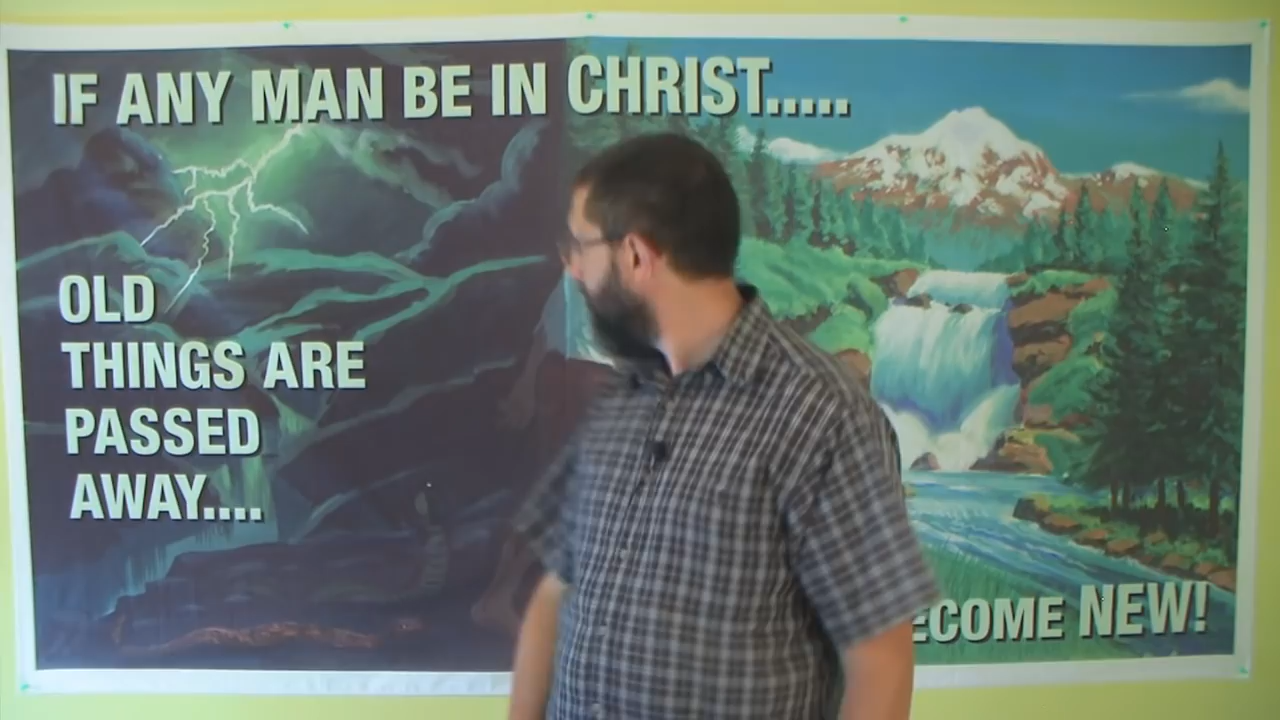 IF ANY MAN BE IN CHRIST.....
OLD
THINGS ARE
PASSED
AWAY....
ECOME NEW!